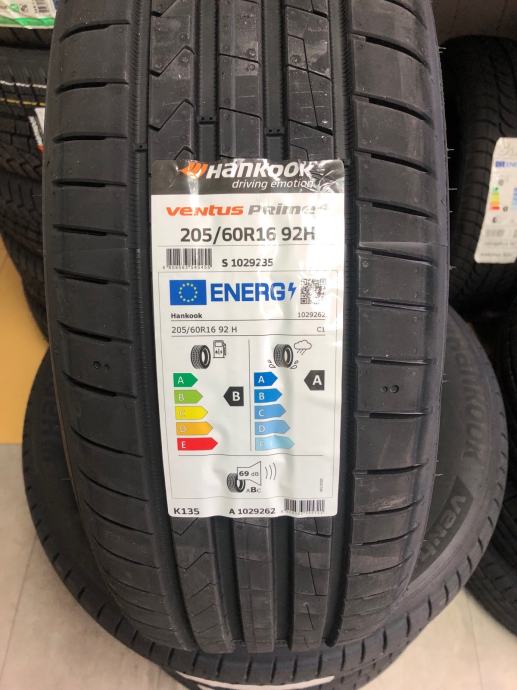 Hankook
driving emotion
Ventus Prime⁴
205/60R16 92H
S 1029235
ENERG
Hankook 1029262
205/60R16 92 H C1
A
B
C
D
E
B
A
B
C
D
E
A
69 dB
ABC
K135 A 1029262